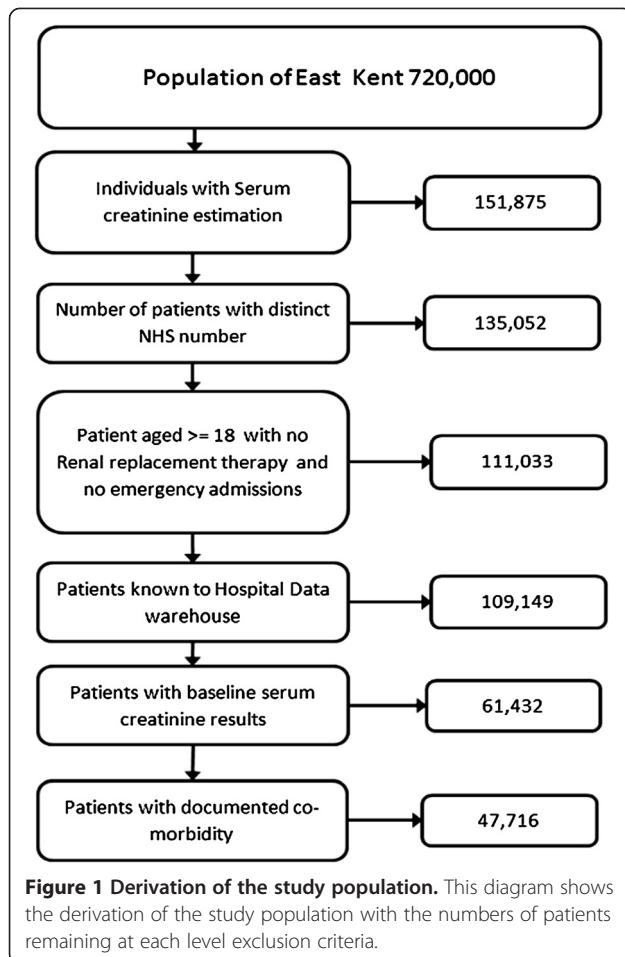 Population of East Kent 720,000
Individuals with Serum
creatinine estimation
151,875
Number of patients with distinct
NHS number
135,052
Patient aged >= 18 with no
Renal replacement therapy and
no emergency admissions
111,033
Patients known to Hospital Data
warehouse
109,149
Patients with baseline serum
creatinine results
61,432
Patients with documented co-
morbidity
47,716
Figure 1 Derivation of the study population. This diagram shows
the derivation of the study population with the numbers of patients
remaining at each level exclusion criteria.